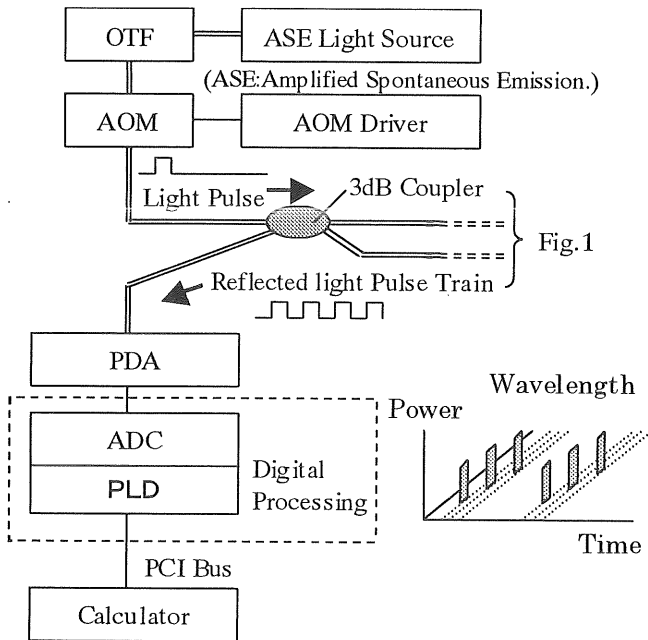 OTF
ASE Light Source
(ASE:Amplified Spontaneous Emission.)
AOM
AOM Driver
Light Pulse
3dB Coupler
Fig.1
Reflected light Pulse Train
PDA
ADC
PLD
Digital
Processing
PCI Bus
Calculator
Wavelength
Power
Time